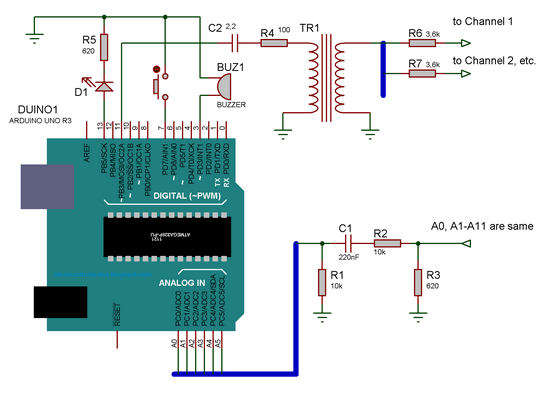 to Channel 1
C2 2,2
R4 100
TR1
R6 3,6k
R5
620
to Channel 2, etc.
R7 3,6k
BUZ1
BUZZER
D1
DUINO1
ARDUINO UNO R3
13 12 11 10 9 8 7 6 5 4 3 2 1 0
AREF
PB5/SCK
PB4/MISO
~PB3/MOSI/OC2A
~PB2/SS/OC1B
~PB1/OC1A
PB0/ICP1/CLKO
PD7/AIN1
~PD6/AIN0
~PD5/T1
PD4/T0/XCK
~PD3/INT1
PD2/INT0
PD1/TXD
PD0/RXD
TX
RX
DIGITAL (~PWM)
ATMEGA328P-PU
1121
ANALOG IN
RESET
PC0/ADC0
PC1/ADC1
PC2/ADC2
PC3/ADC3
PC4/ADC4/SDA
PC5/ADC5/SCL
A0
A1
A2
A3
A4
A5
C1
220nF
R2
10k
A0, A1-A11 are same
R1
10k
R3
620